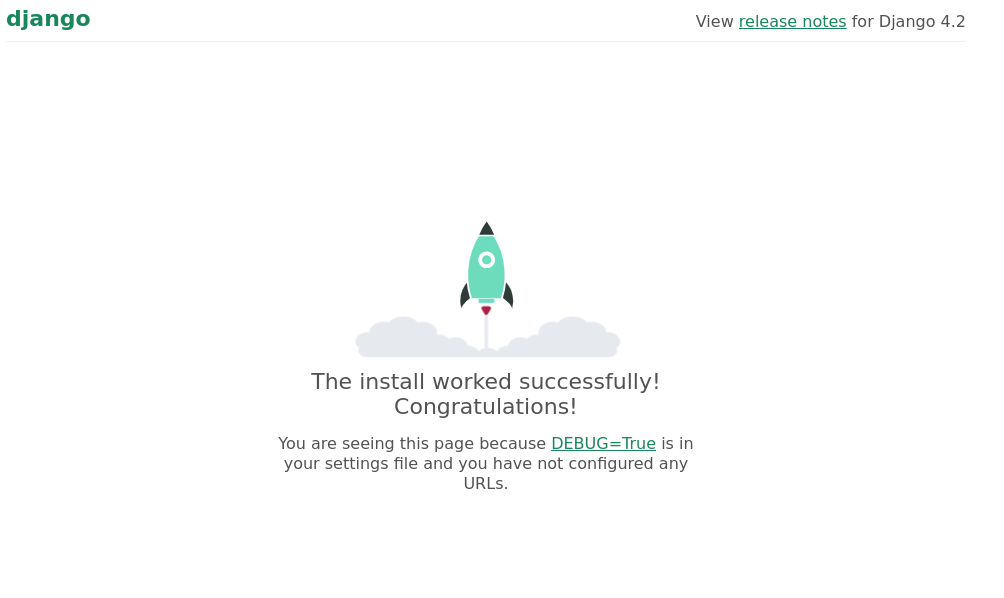 django
View release notes for Django 4.2
The install worked successfully!
Congratulations!
You are seeing this page because DEBUG=True is in
your settings file and you have not configured any
URLs.